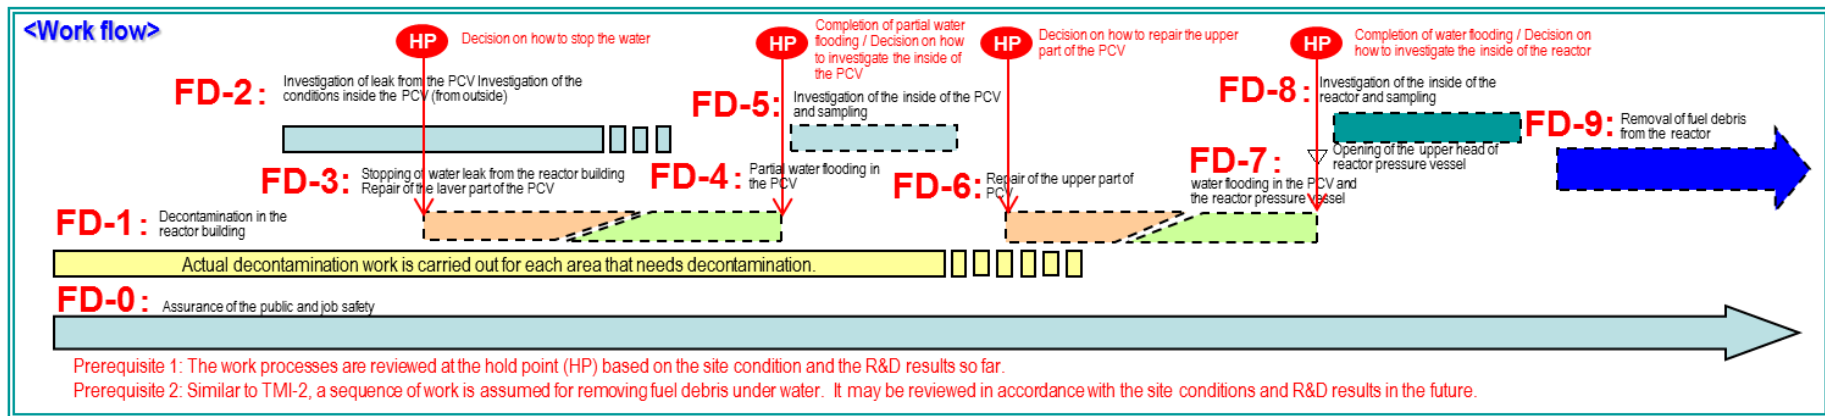 <Work flow>
HP
Decision on how to stop the water
HP
Completion of partial water
flooding / Decision on how
to investigate the inside of
the PCV
HP
Decision on how to repair the upper
part of the PCV
HP
Completion of water flooding / Decision on
how to investigate the inside of the reactor
FD-2:
Investigation of leak from the PCV Investigation of the
conditions inside the PCV (from outside)
FD-5:
Investigation of the inside of the PCV
and sampling
FD-8:
Investigation of the inside of the
reactor and sampling
FD-9:
Removal of fuel debris
from the reactor
FD-3:
Stopping of water leak from the reactor building
Repair of the laver part of the PCV
FD-4:
Partial water flooding in
the PCV
FD-6:
Repair of the upper part of
PCV
FD-7:
Opening of the upper head of
reactor pressure vessel
water flooding in the PCV and
the reactor pressure vessel
FD-1:
Decontamination in the
reactor building
Actual decontamination work is carried out for each area that needs decontamination.
FD-0:
Assurance of the public and job safety
Prerequisite 1: The work processes are reviewed at the hold point (HP) based on the site condition and the R&D results so far.
Prerequisite 2: Similar to TMI-2, a sequence of work is assumed for removing fuel debris under water. It may be reviewed in accordance with the site conditions and R&D results in the future.